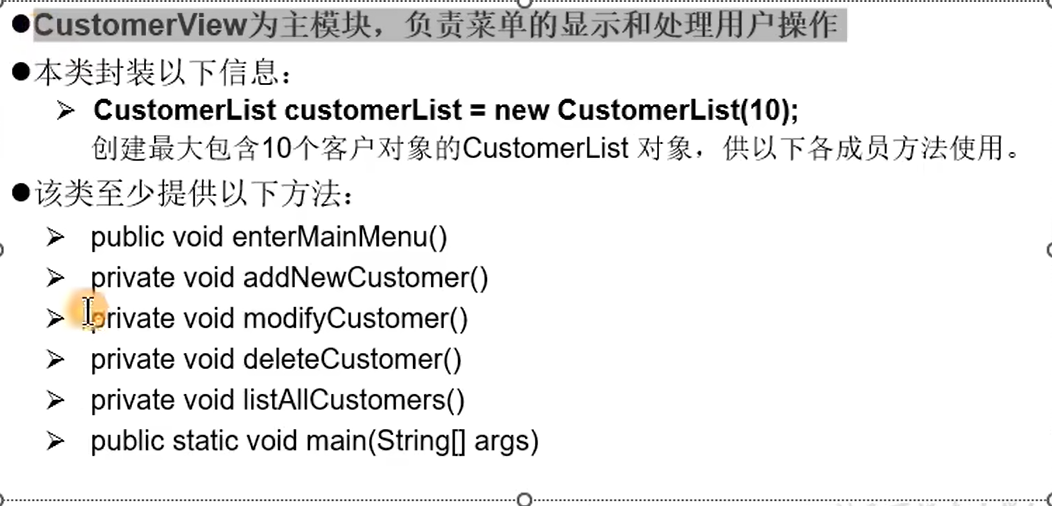 ●CustomerView为主模块，负责菜单的显示和处理用户操作
●本类封装以下信息：
➢ CustomerList customerList = new CustomerList(10);
创建最大包含10个客户对象的CustomerList 对象，供以下各成员方法使用。
●该类至少提供以下方法：
➢ public void enterMainMenu()
➢ private void addNewCustomer()
➢ private void modifyCustomer()
➢ private void deleteCustomer()
➢ private void listAllCustomers()
➢ public static void main(String[] args)